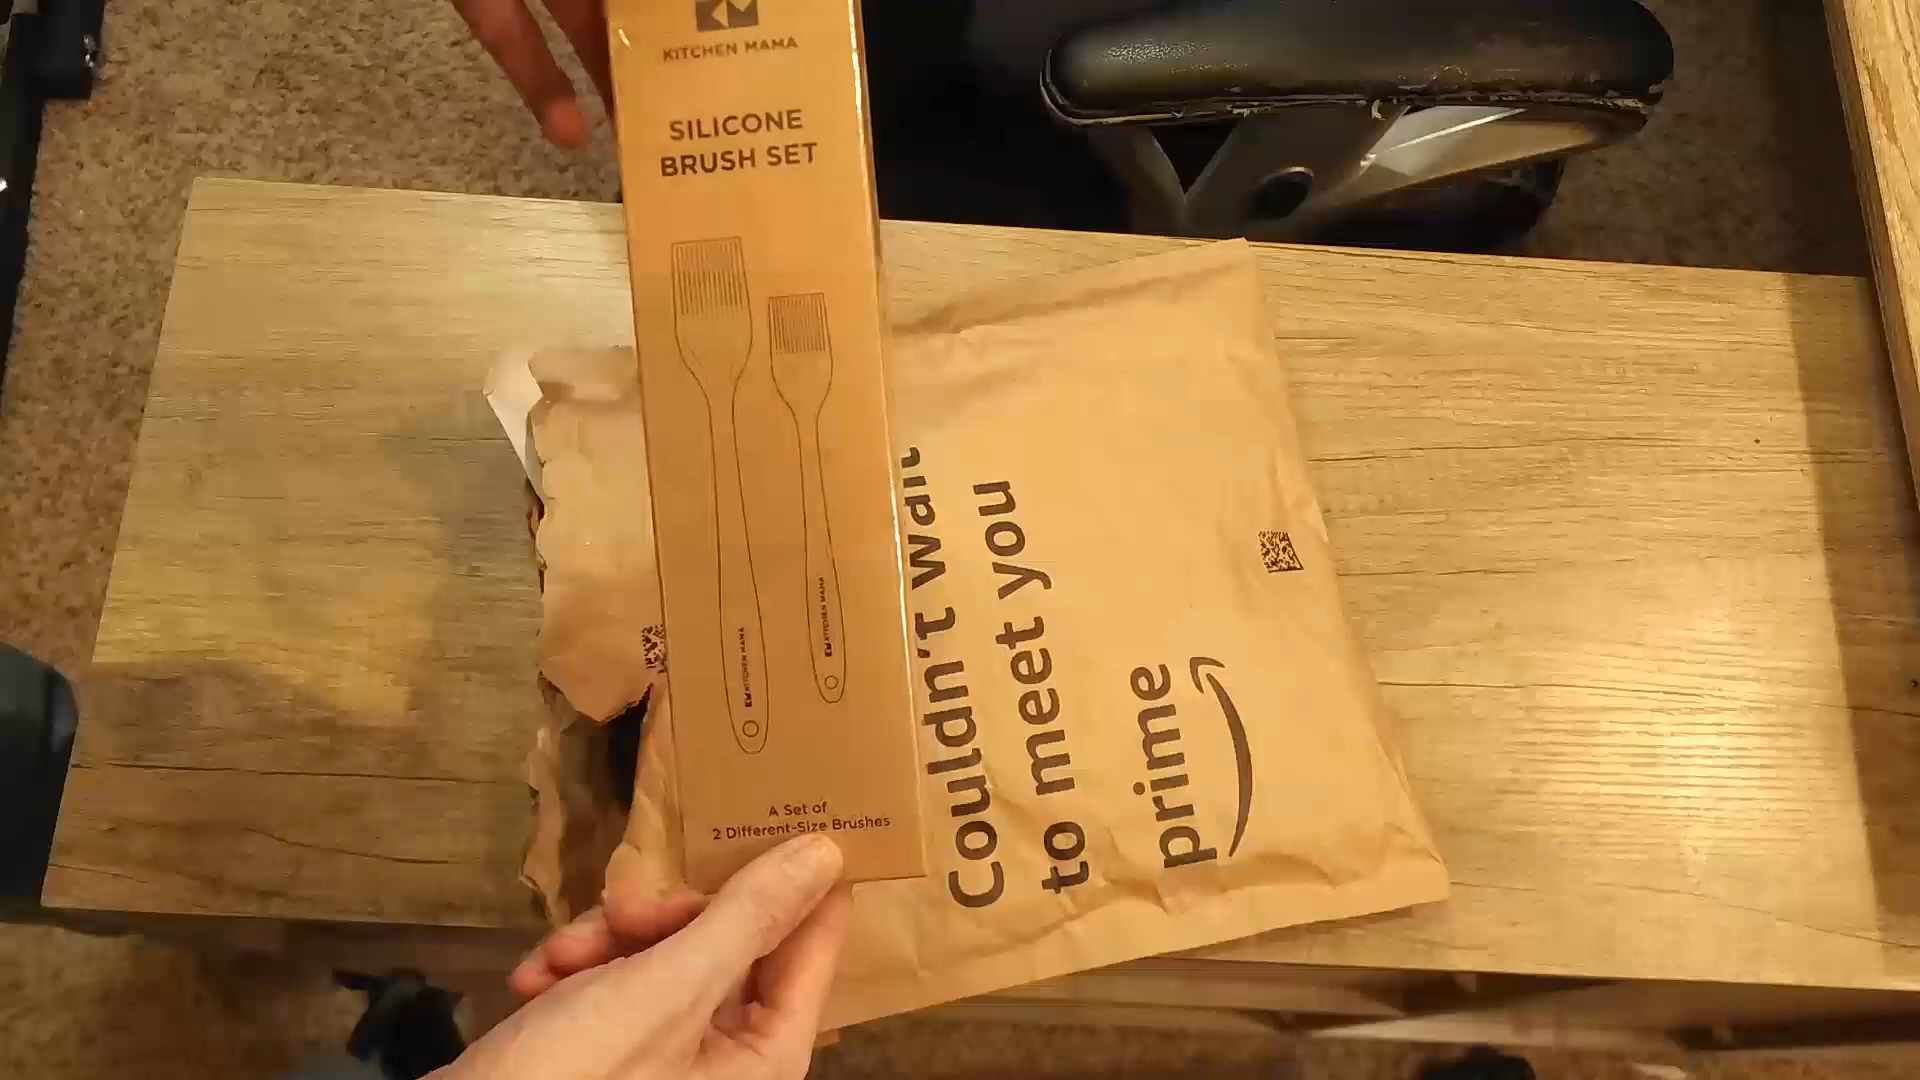 KITCHEN MAMA
SILICONE
BRUSH SET
KITCHEN MAMA
KITCHEN MAMA
A Set of
2 Different-Size Brushes
Couldn't wait
to meet you
prime